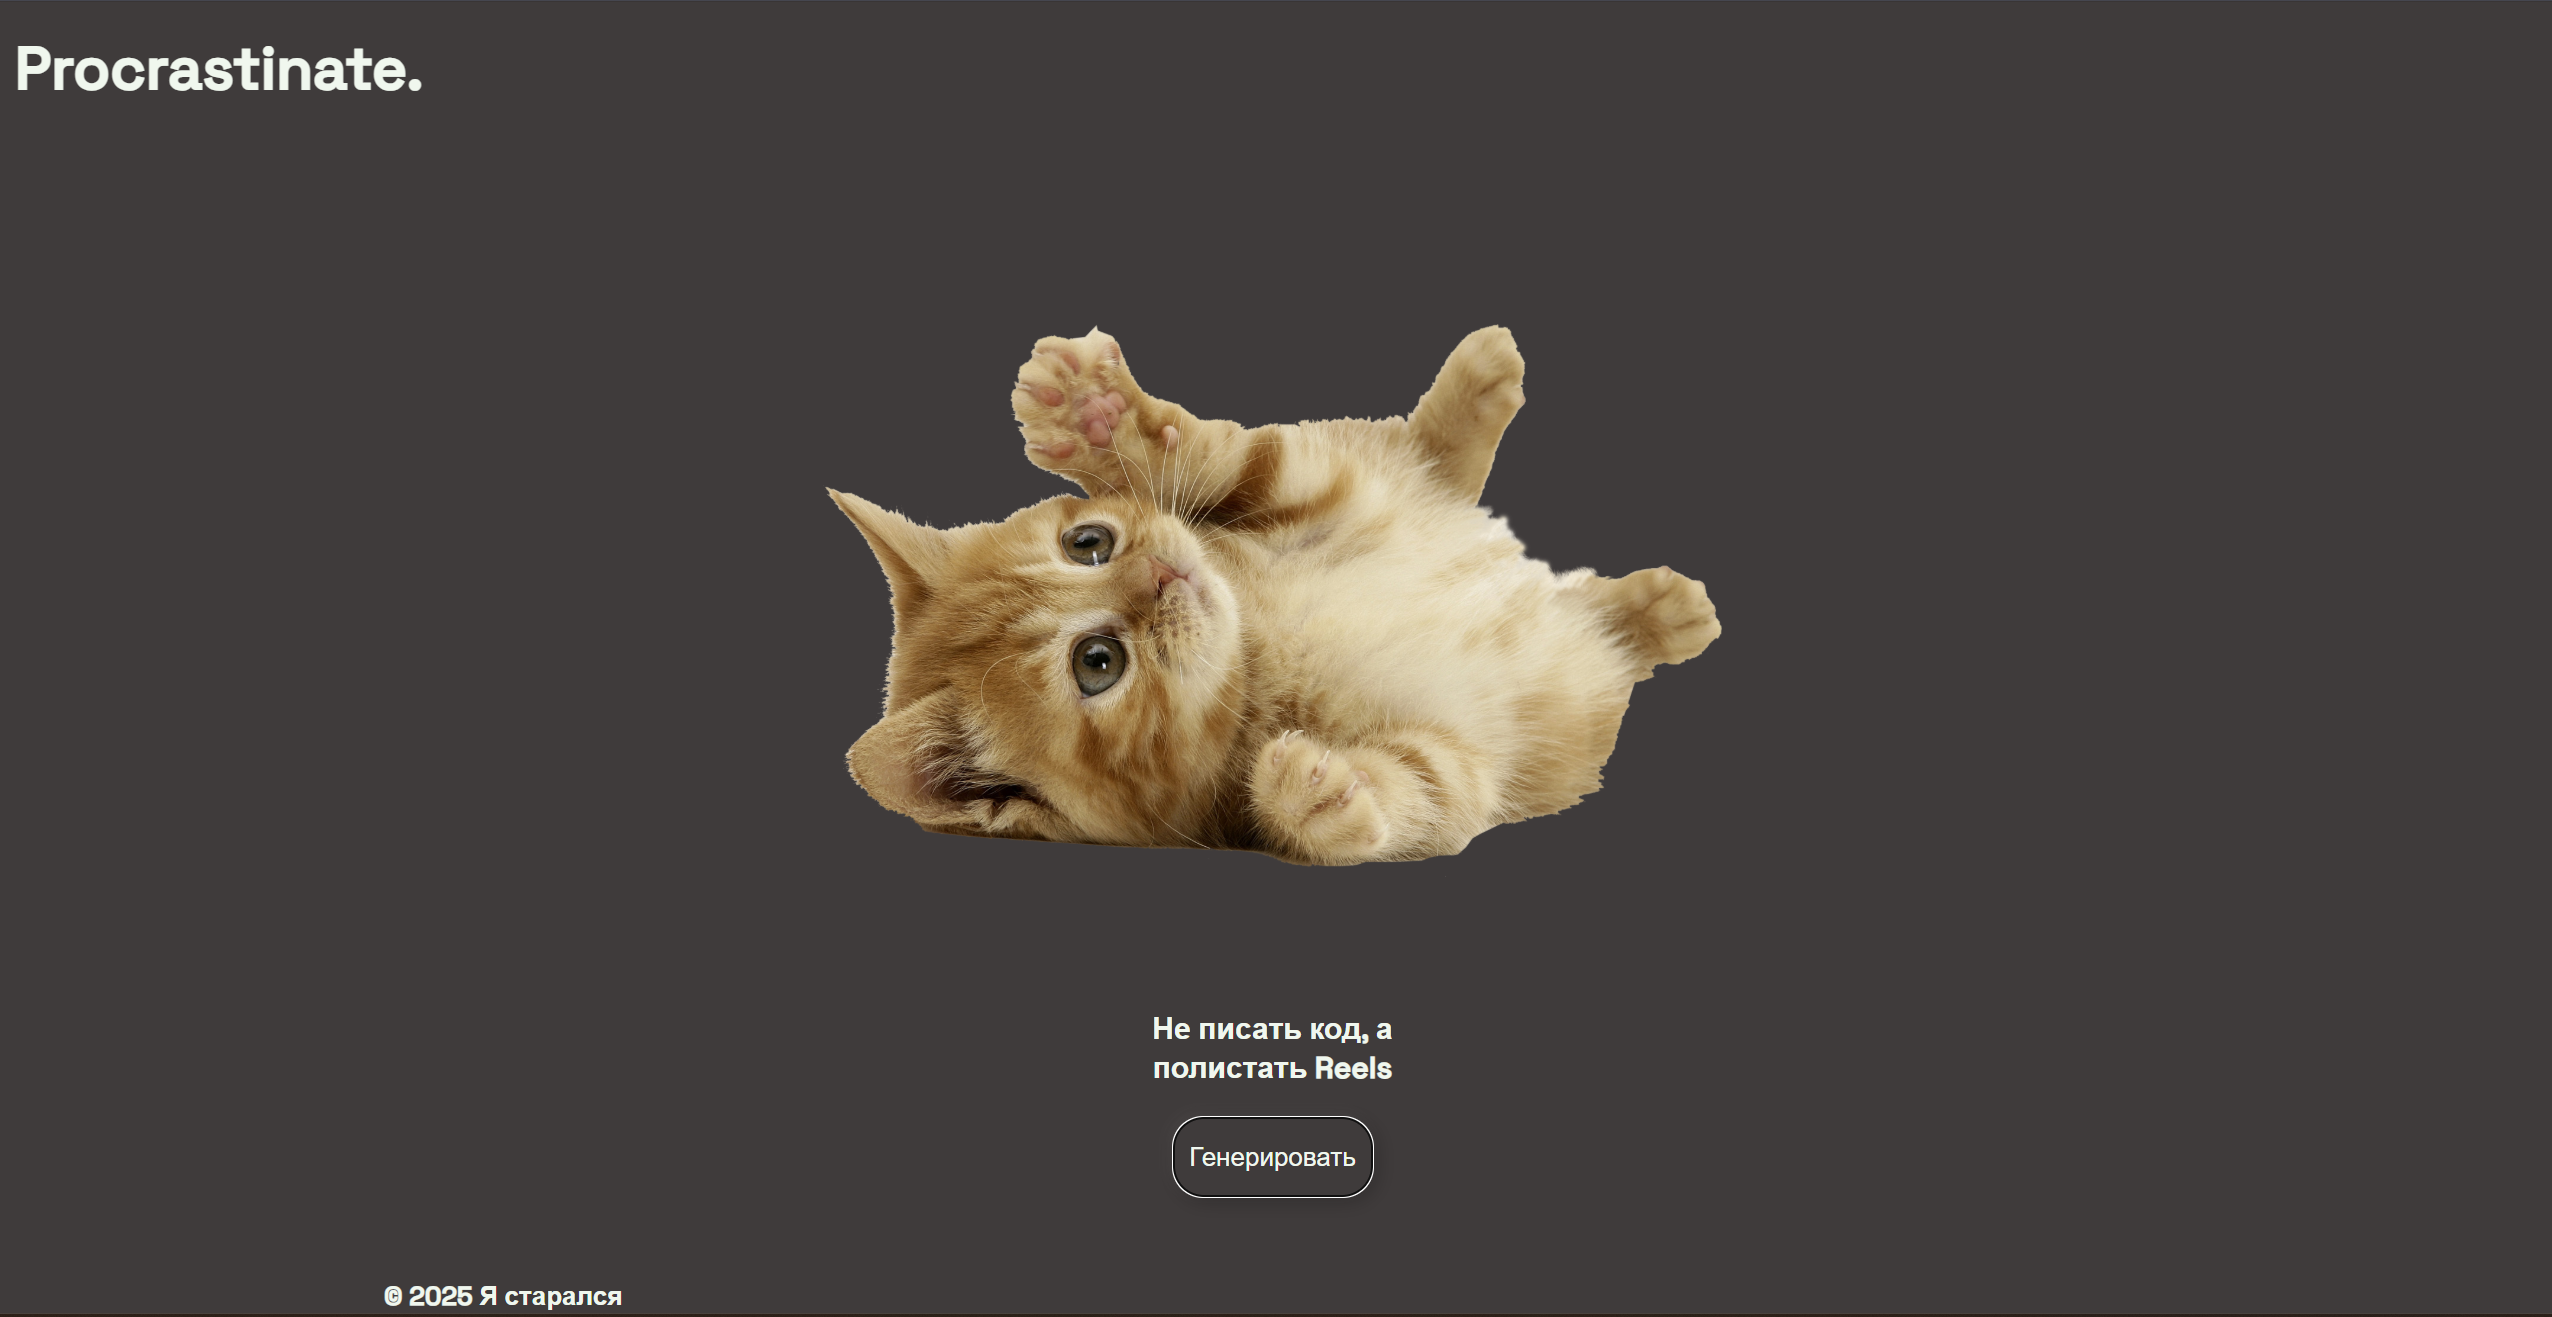 Procrastinate.
Не писать код, а
полистать Reels
Генерировать
© 2025 Я старался